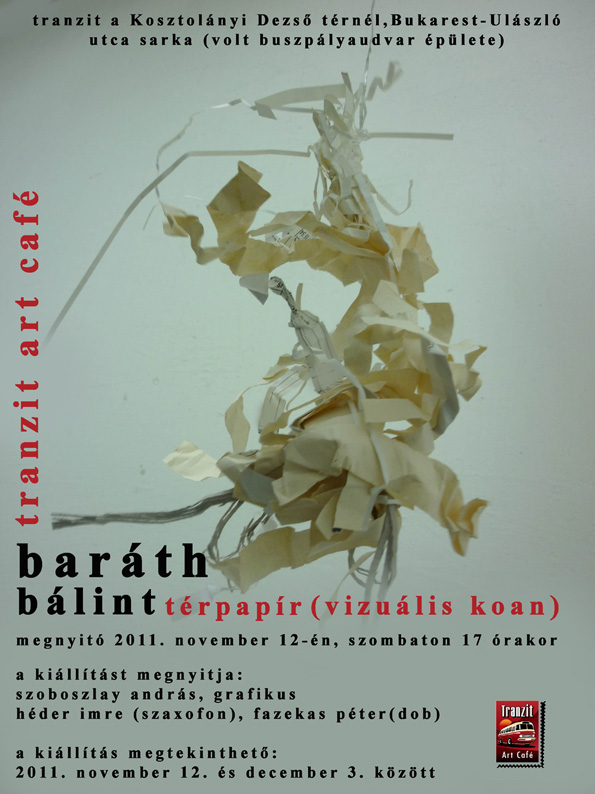 tranzit a Kosztolányi Dezső térnél,Bukarest-Ulászló
utca sarka (volt buszpályaudvar épülete)
tranzit art café
baráth
bálint térpapír(vizuális koan)
megnyitó 2011. november 12-én, szombaton 17 órakor
a kiállítást megnyitja:
szoboszlay andrás, grafikus
héder imre (szaxofon), fazekas péter(dob)
a kiállítás megtekinthető:
2011. november 12. és december 3. között
Tranzit
Art Café